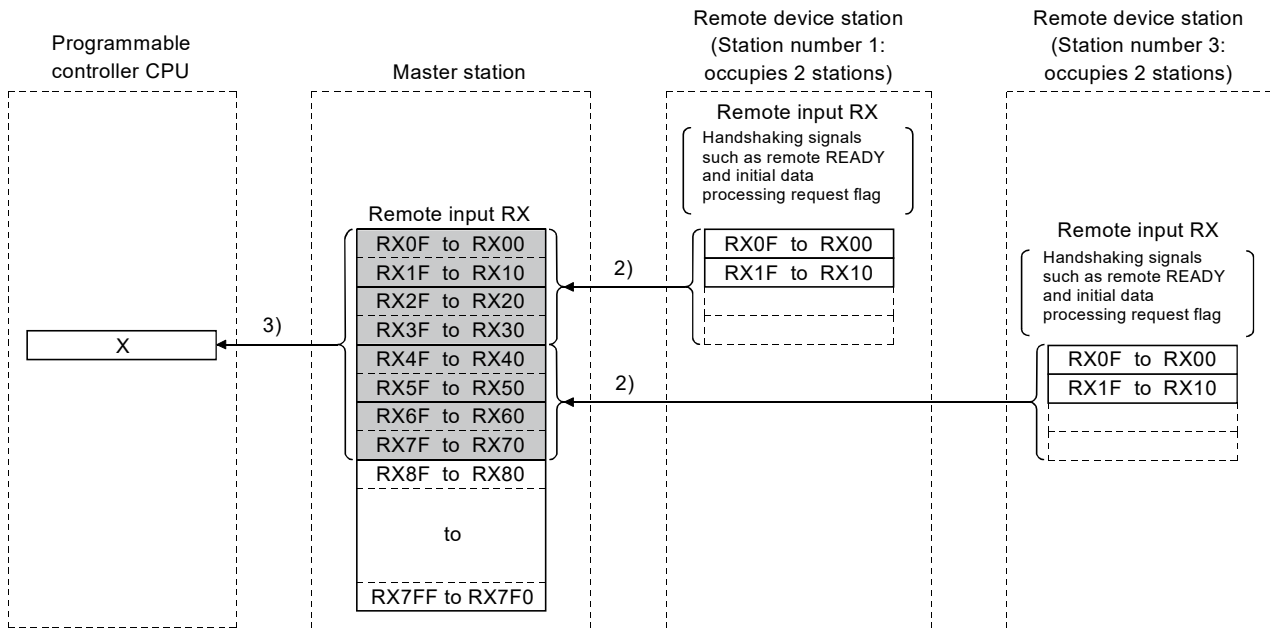 Programmable
controller CPU
X
3)
Master station
Remote input RX
RX0F to RX00
RX1F to RX10
RX2F to RX20
RX3F to RX30
RX4F to RX40
RX5F to RX50
RX6F to RX60
RX7F to RX70
RX8F to RX80
to
RX7FF to RX7F0
2)
2)
Remote device station
(Station number 1:
occupies 2 stations)
Remote input RX
Handshaking signals
such as remote READY
and initial data
processing request flag
RX0F to RX00
RX1F to RX10
Remote device station
(Station number 3:
occupies 2 stations)
Remote input RX
Handshaking signals
such as remote READY
and initial data
processing request flag
RX0F to RX00
RX1F to RX10